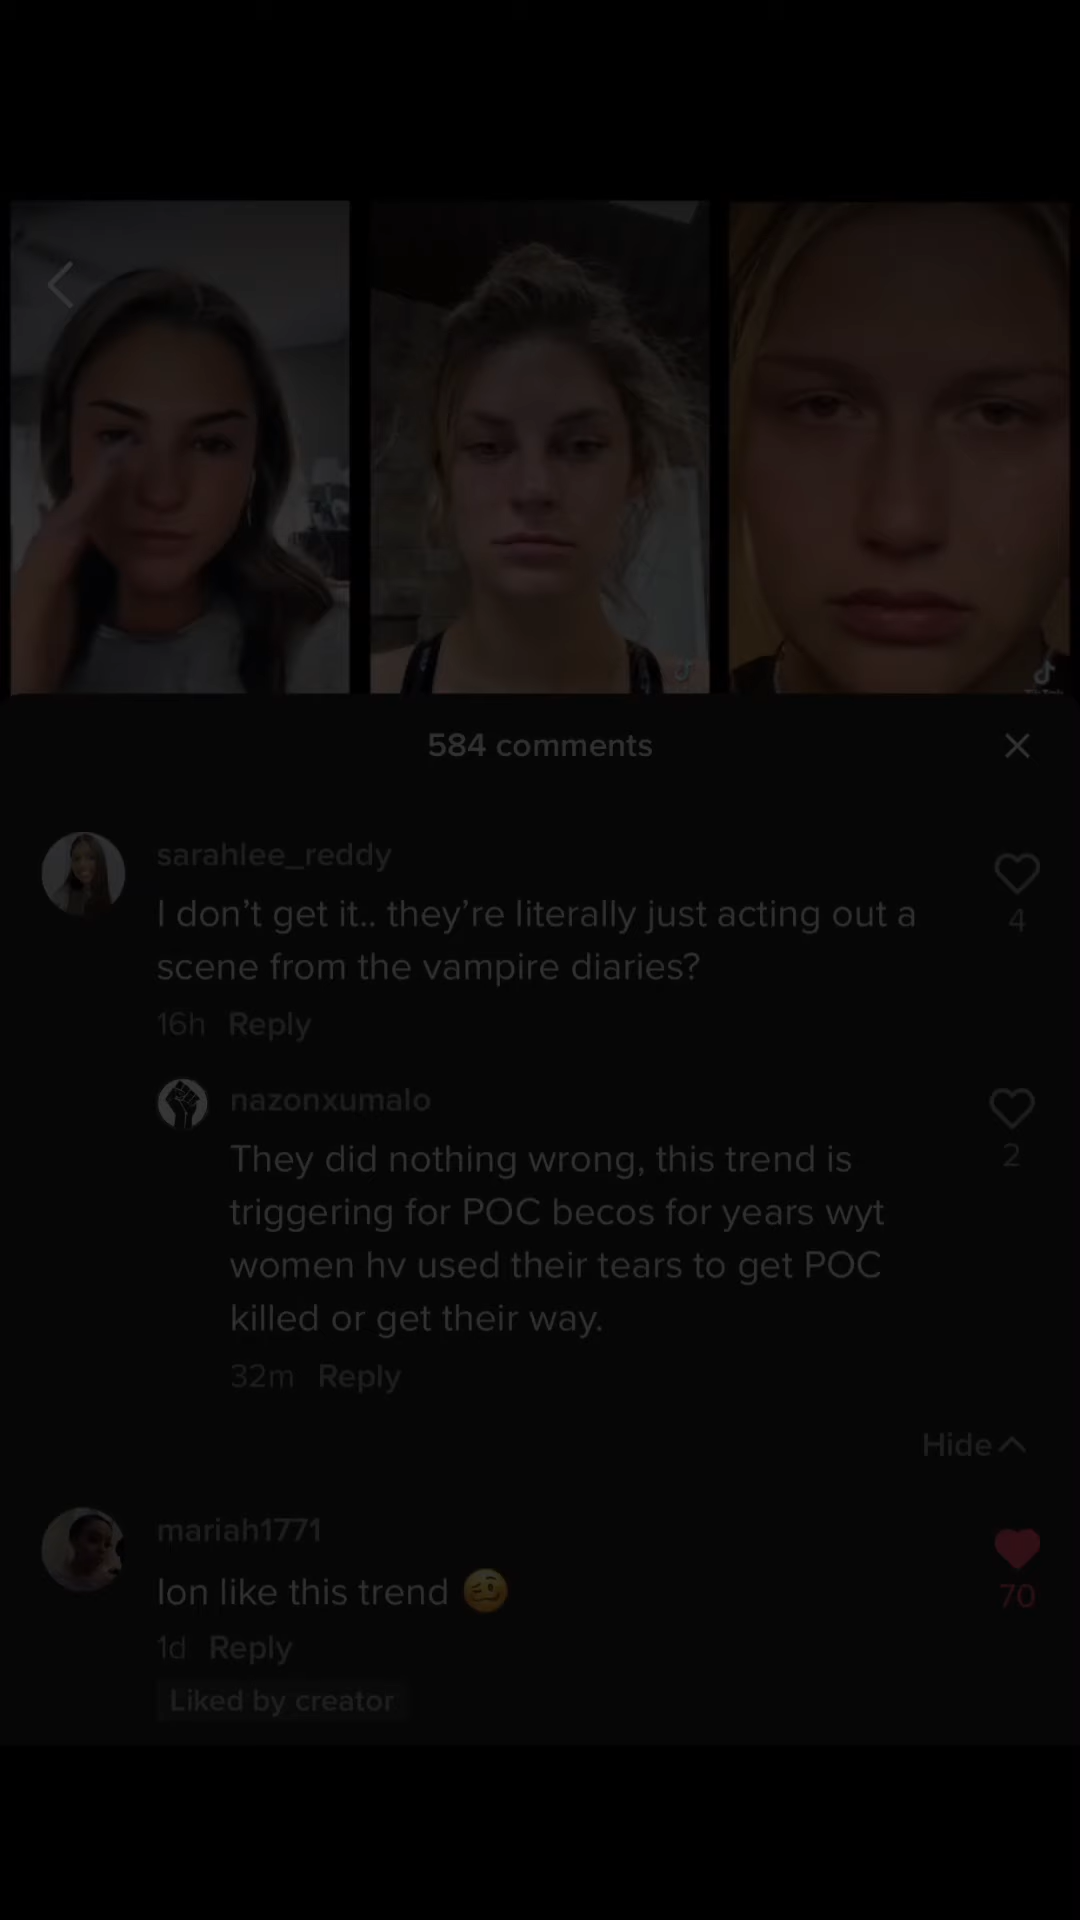 584 comments
sarahlee_reddy
I don't get it.. they're literally just acting out a
scene from the vampire diaries?
4
16h Reply
nazonxumalo
They did nothing wrong, this trend is
triggering for POC becos for years wyt
women hv used their tears to get POC
killed or get their way.
2
32m Reply
Hide
mariah1771
Ion like this trend 🥴
70
1d Reply
Liked by creator